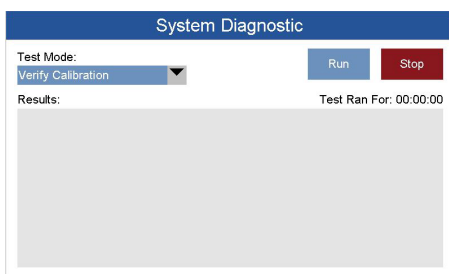 System Diagnostic
Test Mode:
Verify Calibration
Run
Stop
Results:
Test Ran For: 00:00:00